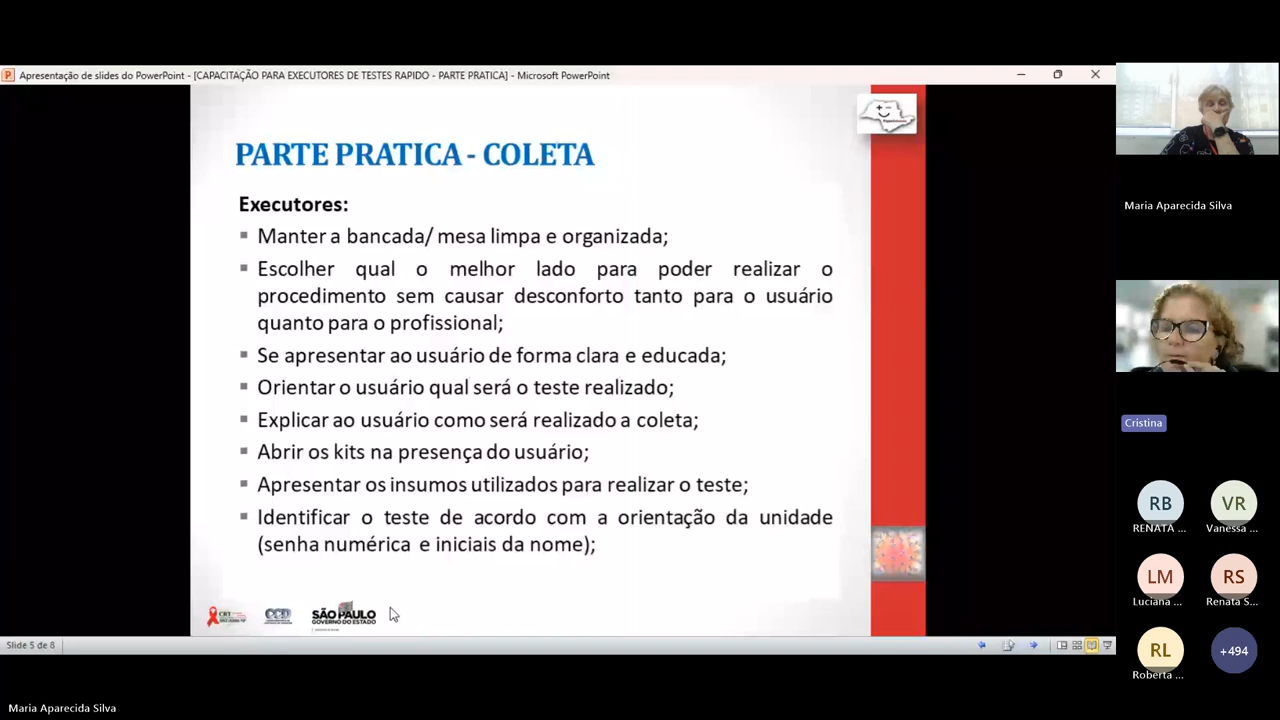 Apresentação de slides do PowerPoint - [CAPACITAÇÃO PARA EXECUTORES DE TESTES RAPIDO - PARTE PRATICA] - Microsoft PowerPoint
PARTE PRATICA - COLETA
Executores:
Manter a bancada/ mesa limpa e organizada;
Escolher qual o melhor lado para poder realizar o
procedimento sem causar desconforto tanto para o usuário
quanto para o profissional;
Se apresentar ao usuário de forma clara e educada;
Orientar o usuário qual será o teste realizado;
Explicar ao usuário como será realizado a coleta;
Abrir os kits na presença do usuário;
Apresentar os insumos utilizados para realizar o teste;
Identificar o teste de acordo com a orientação da unidade
(senha numérica e iniciais da nome);
CRT
CCD
SÃO PAULO
GOVERNO DO ESTADO
Slide 5 de 8
Maria Aparecida Silva
Cristina
RB
VR
RENATA ...
Vanessa ...
LM
RS
Luciana ...
Renata S...
RL
+494
Roberta ...
Maria Aparecida Silva